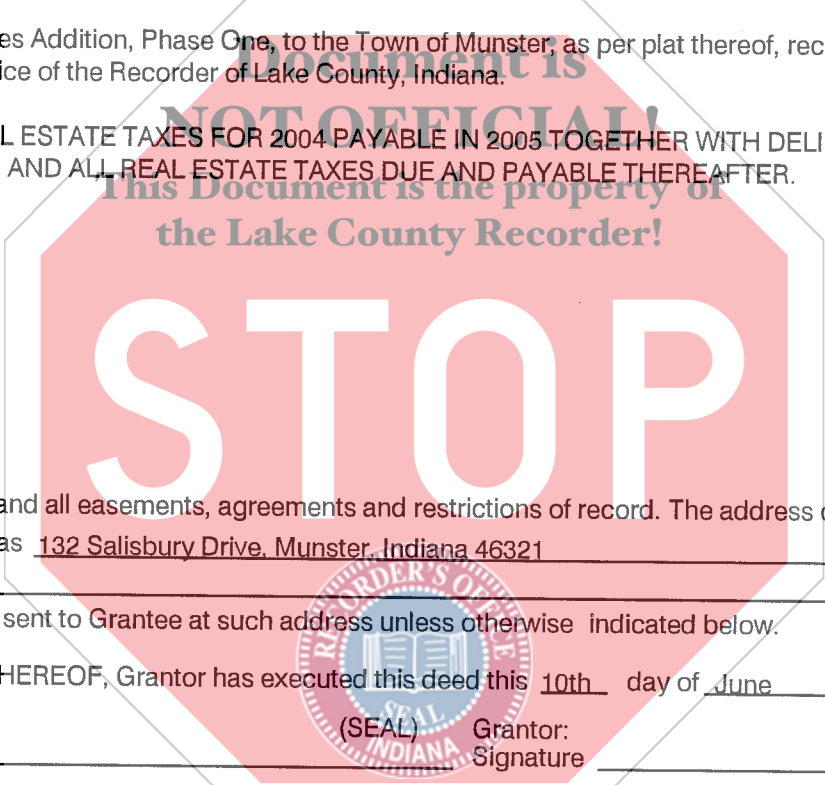 es Addition, Phase One, to the Town of Munster, as per plat thereof, rec
ice of the Recorder of Lake County, Indiana.
Document is
NOT OFFICIAL!
L ESTATE TAXES FOR 2004 PAYABLE IN 2005 TOGETHER WITH DELI
AND ALL REAL ESTATE TAXES DUE AND PAYABLE THEREAFTER.
This Document is the property of
the Lake County Recorder!
STOP
and all easements, agreements and restrictions of record. The address
as 132 Salisbury Drive, Munster, Indiana 46321
sent to Grantee at such address unless otherwise indicated below.
HEREOF, Grantor has executed this deed this 10th day of June
(SEAL) Grantor:
Signature
RECORDER'S OFFICE
SEAL
INDIANA